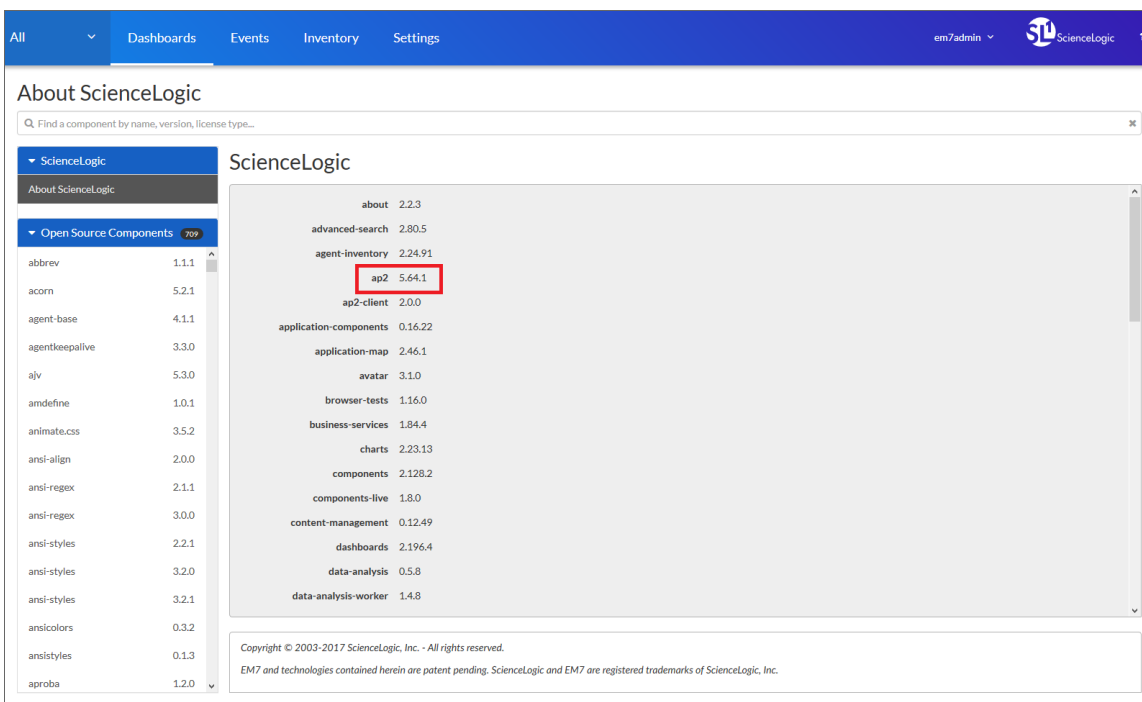 All Dashboards Events Inventory Settings em7admin SL1 ScienceLogic
About ScienceLogic
Find a component by name, version, license type...
ScienceLogic
About ScienceLogic
Open Source Components 709
abbrev 1.1.1
acorn 5.2.1
agent-base 4.1.1
agentkeepalive 3.3.0
ajv 5.3.0
amdefine 1.0.1
animate.css 3.5.2
ansi-align 2.0.0
ansi-regex 2.1.1
ansi-regex 3.0.0
ansi-styles 2.2.1
ansi-styles 3.2.0
ansi-styles 3.2.1
ansicolors 0.3.2
ansistyles 0.1.3
aproba 1.2.0
ScienceLogic
about 2.2.3
advanced-search 2.80.5
agent-inventory 2.24.91
ap2 5.64.1
ap2-client 2.0.0
application-components 0.16.22
application-map 2.46.1
avatar 3.1.0
browser-tests 1.16.0
business-services 1.84.4
charts 2.23.13
components 2.128.2
components-live 1.8.0
content-management 0.12.49
dashboards 2.196.4
data-analysis 0.5.8
data-analysis-worker 1.4.8
Copyright © 2003-2017 ScienceLogic, Inc. - All rights reserved.
EM7 and technologies contained herein are patent pending. ScienceLogic and EM7 are registered trademarks of ScienceLogic, Inc.